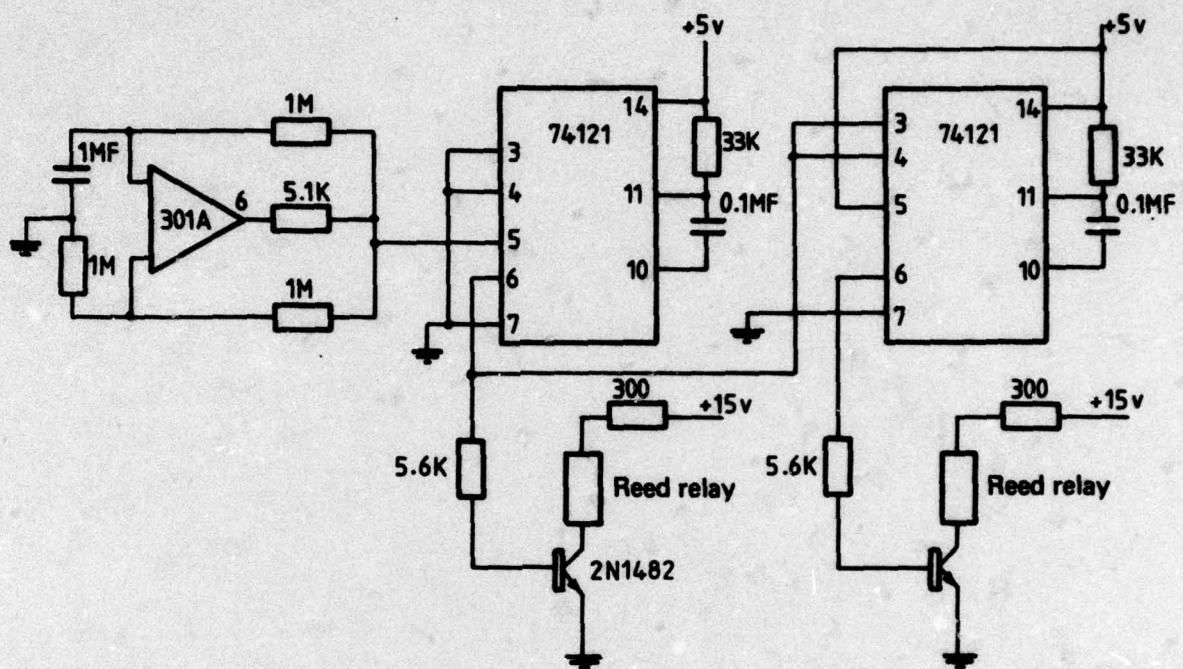 +5v
+5v
1M
1MF
6
5.1K
301A
1M
1M
74121
14
3
4
11
5
10
6
7
33K
0.1MF
74121
14
3
4
11
5
10
6
7
33K
0.1MF
300
+15v
5.6K
Reed relay
2N1482
300
+15v
5.6K
Reed relay